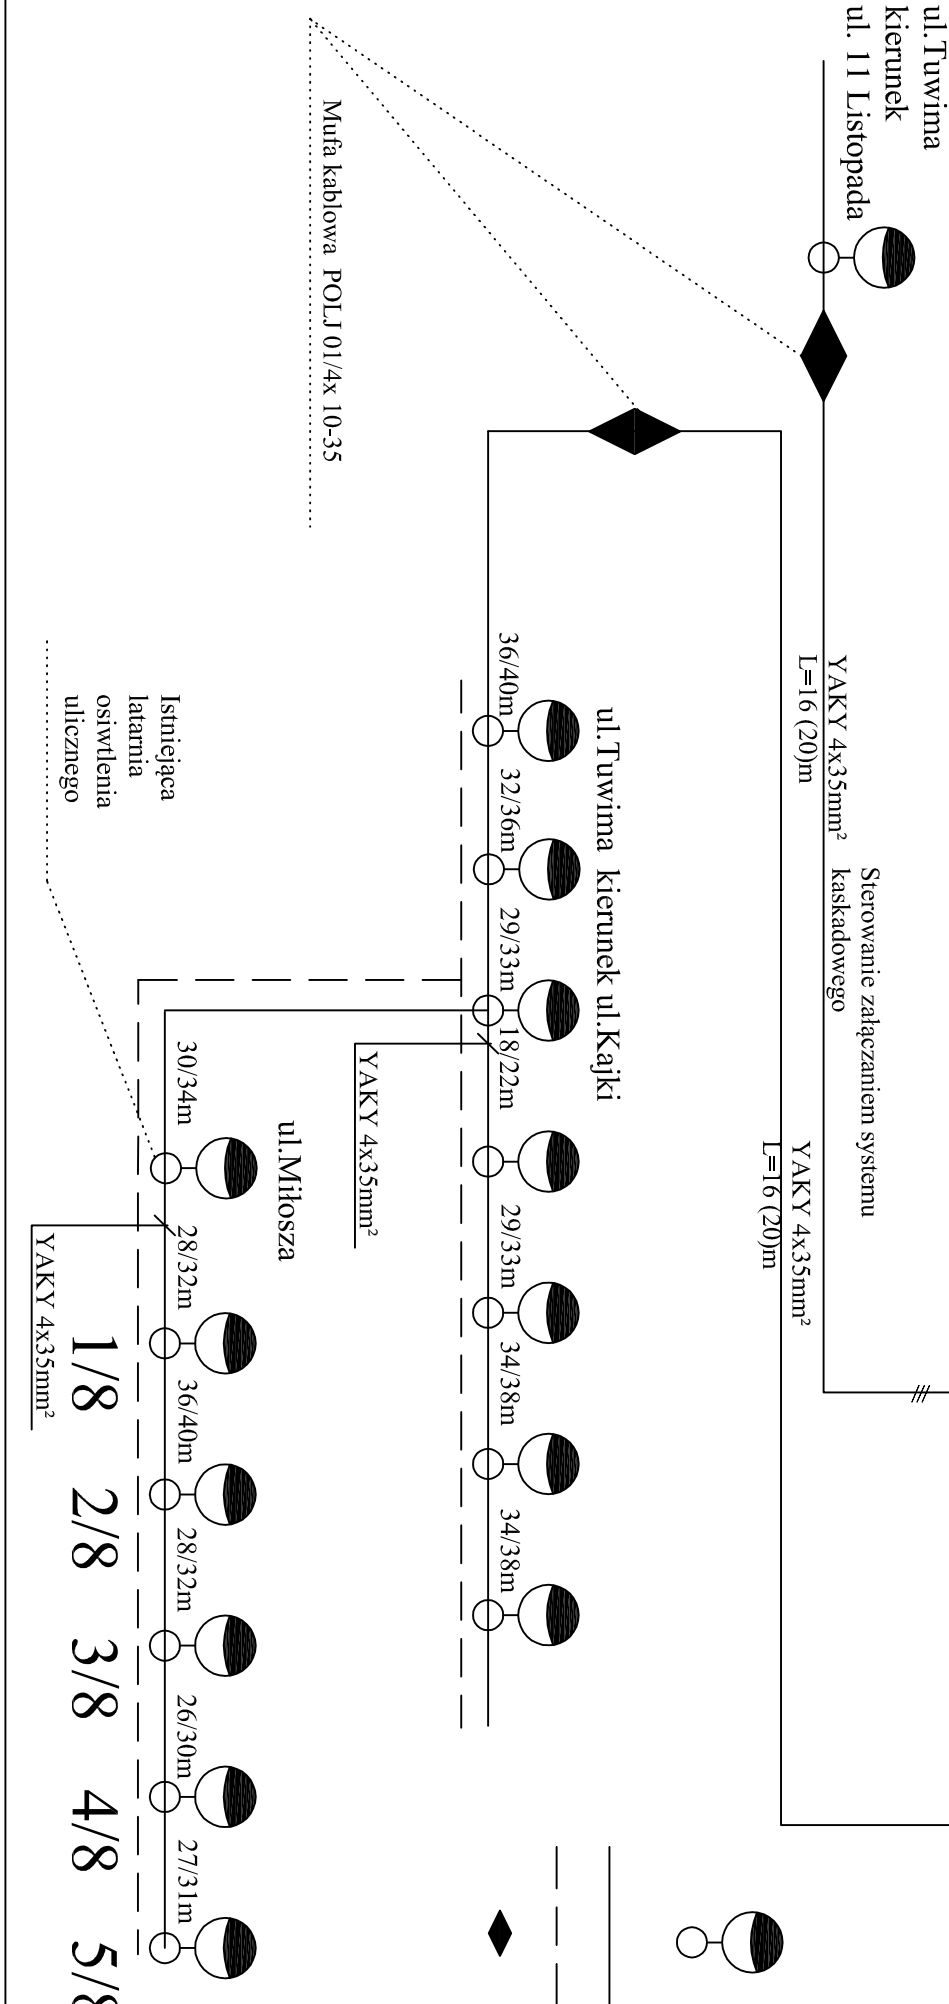 ul.Tuwima
kierunek
ul. 11 Listopada
Mufa kablowa POLJ 01/4x 10-35
YAKY 4x35mm²
L=16 (20)m
Sterowanie załączaniem systemu
kaskadowego
YAKY 4x35mm²
L=16 (20)m
ul.Tuwima kierunek ul.Kajki
36/40m
32/36m
29/33m
18/22m
29/33m
34/38m
34/38m
YAKY 4x35mm²
ul.Miłosza
Istniejąca
latarnia
osiwtlenia
ulicznego
30/34m
28/32m
36/40m
28/32m
26/30m
27/31m
YAKY 4x35mm²
1/8
2/8
3/8
4/8
5/8